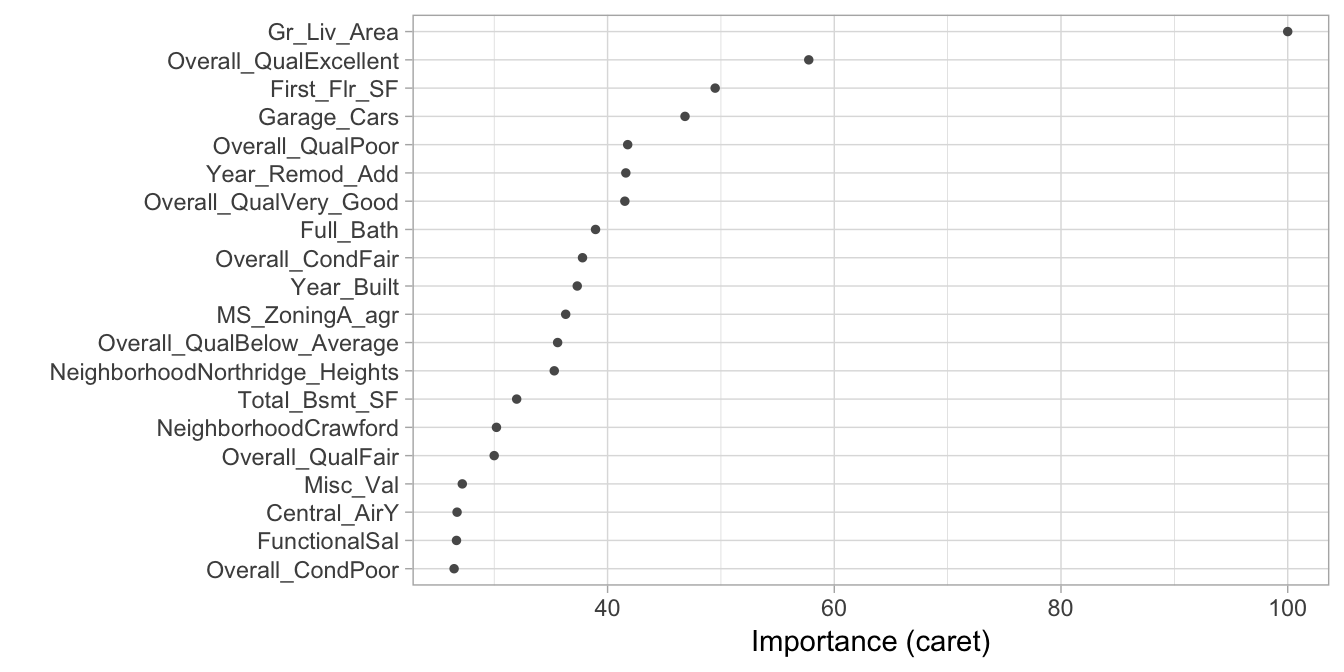 Gr_Liv_Area
Overall_QualExcellent
First_Flr_SF
Garage_Cars
Overall_QualPoor
Year_Remod_Add
Overall_QualVery_Good
Full_Bath
Overall_CondFair
Year_Built
MS_ZoningA_agr
Overall_QualBelow_Average
NeighborhoodNorthridge_Heights
Total_Bsmt_SF
NeighborhoodCrawford
Overall_QualFair
Misc_Val
Central_AirY
FunctionalSal
Overall_CondPoor
40 60 80 100
Importance (caret)